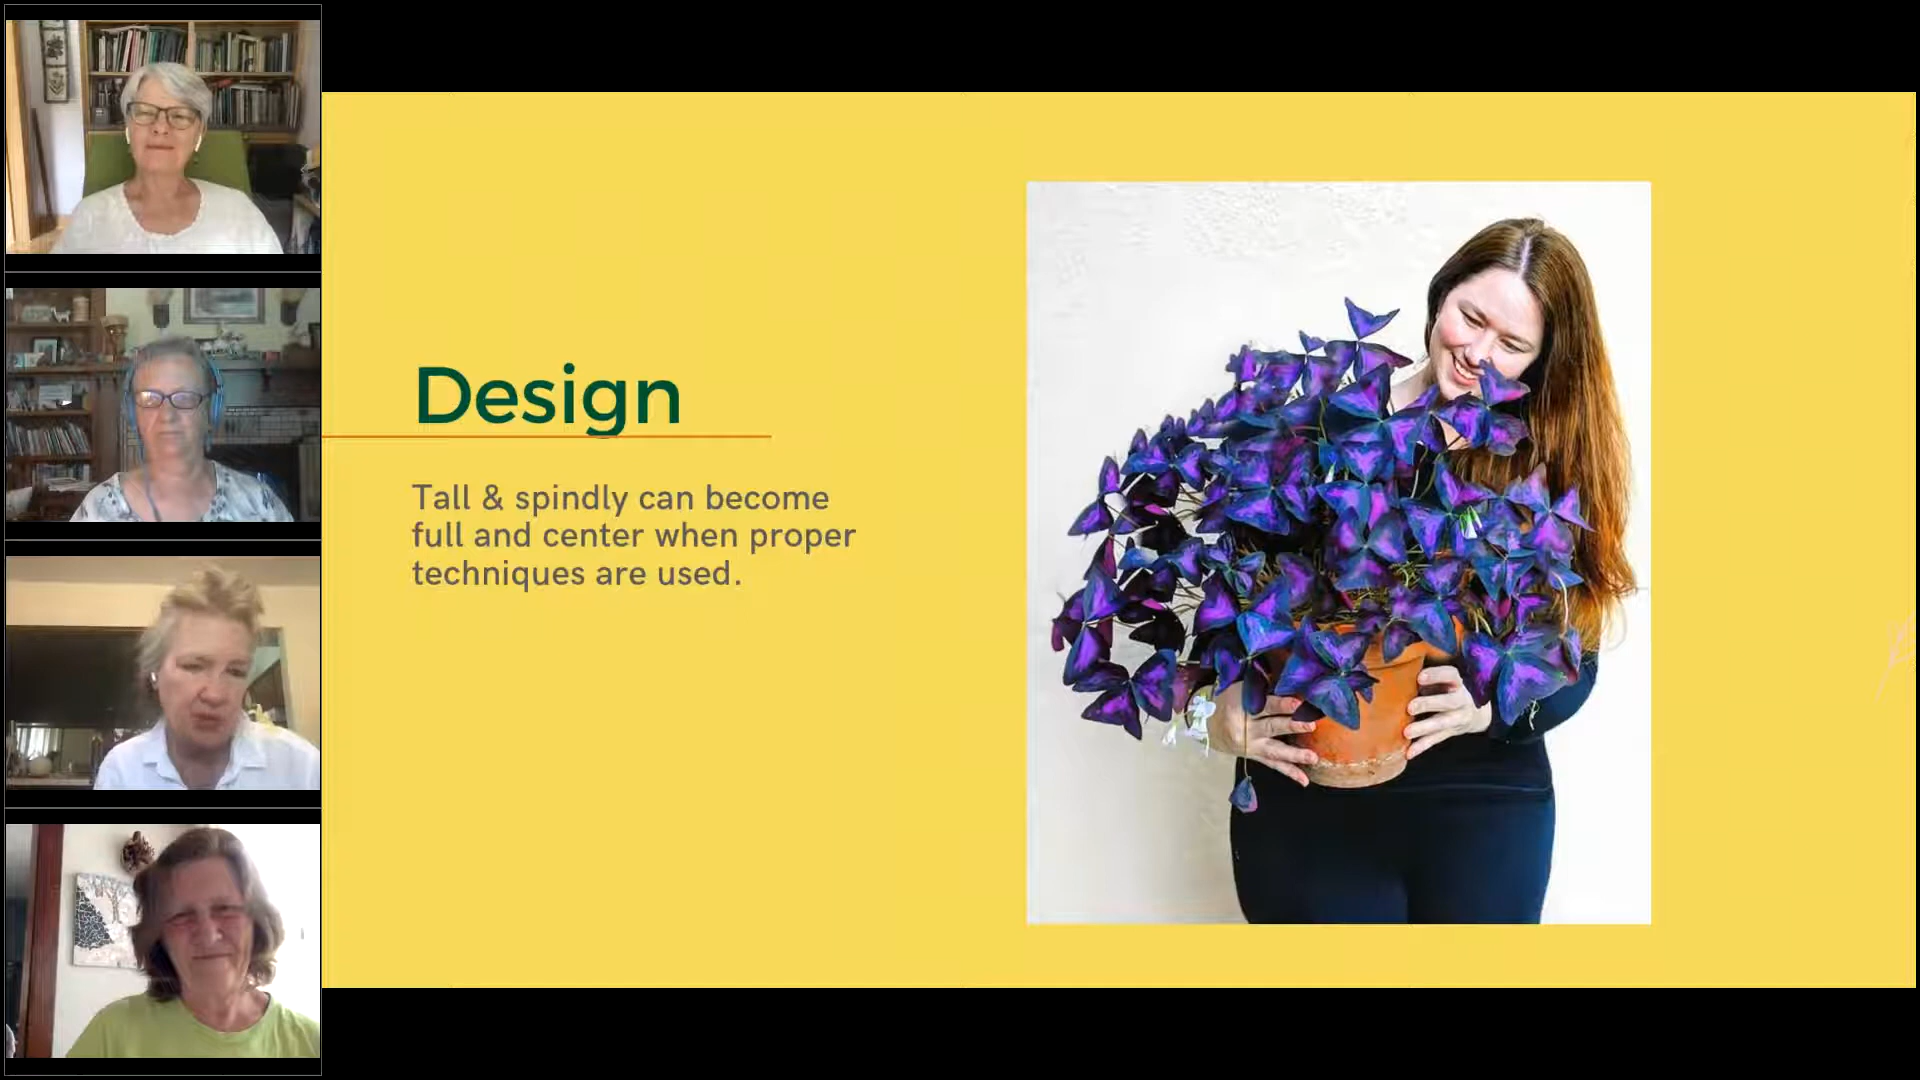 Design
Tall & spindly can become
full and center when proper
techniques are used.